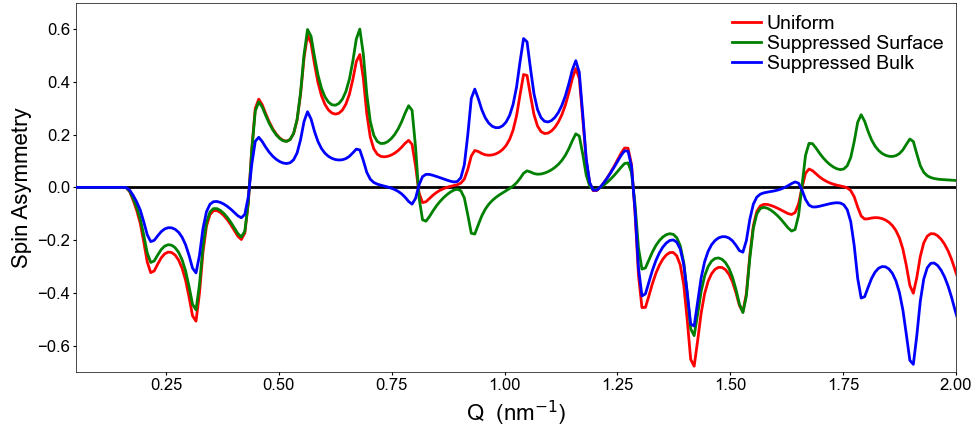 Uniform
Suppressed Surface
Suppressed Bulk
Spin Asymmetry
0.6
0.4
0.2
0.0
−0.2
−0.4
−0.6
0.25 0.50 0.75 1.00 1.25 1.50 1.75 2.00
Q (nm⁻¹)